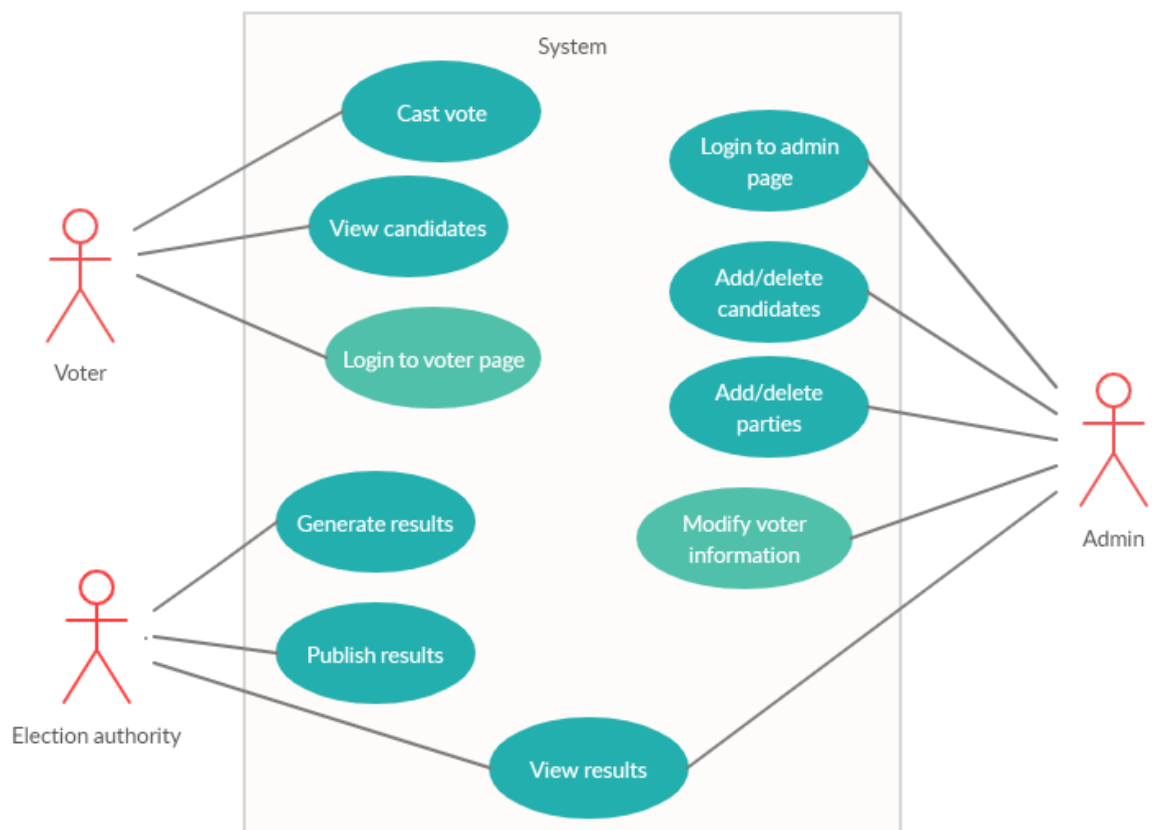 System
Cast vote
Login to admin
page
View candidates
Add/delete
candidates
Login to voter page
Voter
Add/delete
parties
Generate results
Modify voter
information
Admin
Publish results
Election authority
View results